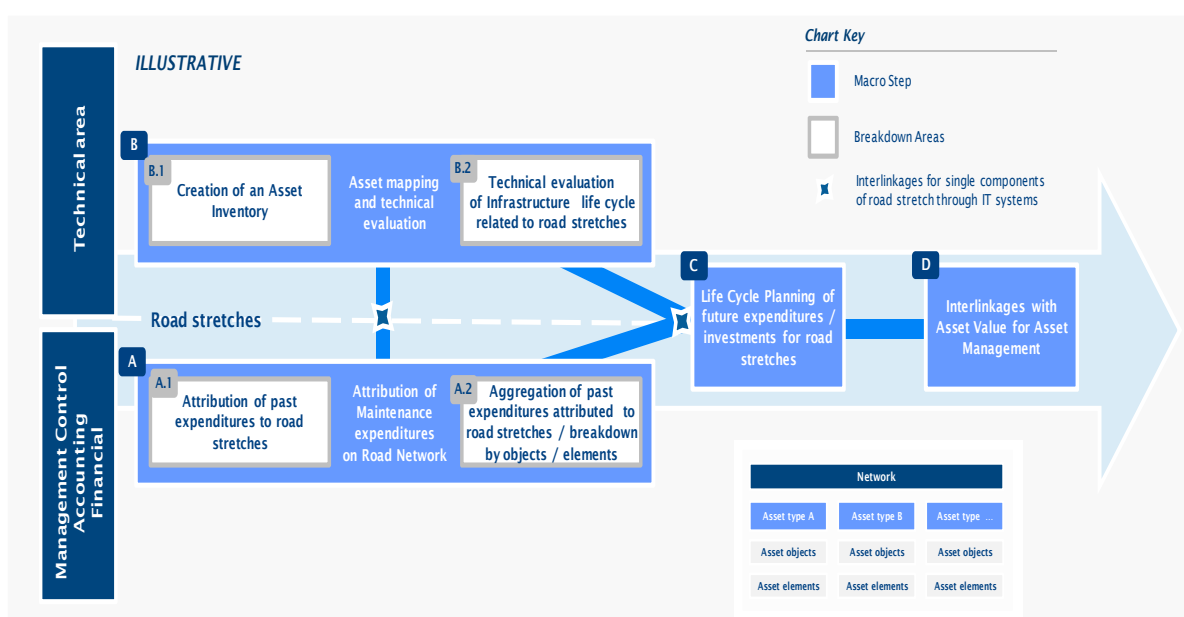 Chart Key
ILLUSTRATIVE
Macro Step
Breakdown Areas
Interlinkages for single components
of road stretch through IT systems
Technical area
B
B.1
Creation of an Asset
Inventory
Asset mapping
and technical
evaluation
B.2
Technical evaluation
of Infrastructure life cycle
related to road stretches
C
Life Cycle Planning of
future expenditures /
investments for road
stretches
D
Interlinkages with
Asset Value for Asset
Management
Road stretches
Management Control
Accounting
Financial
A
A.1
Attribution of past
expenditures to road
stretches
Attribution of
Maintenance
expenditures
on Road Network
A.2
Aggregation of past
expenditures attributed to
road stretches / breakdown
by objects / elements
Network
Asset type A
Asset type B
Asset type ...
Asset objects
Asset objects
Asset objects
Asset elements
Asset elements
Asset elements